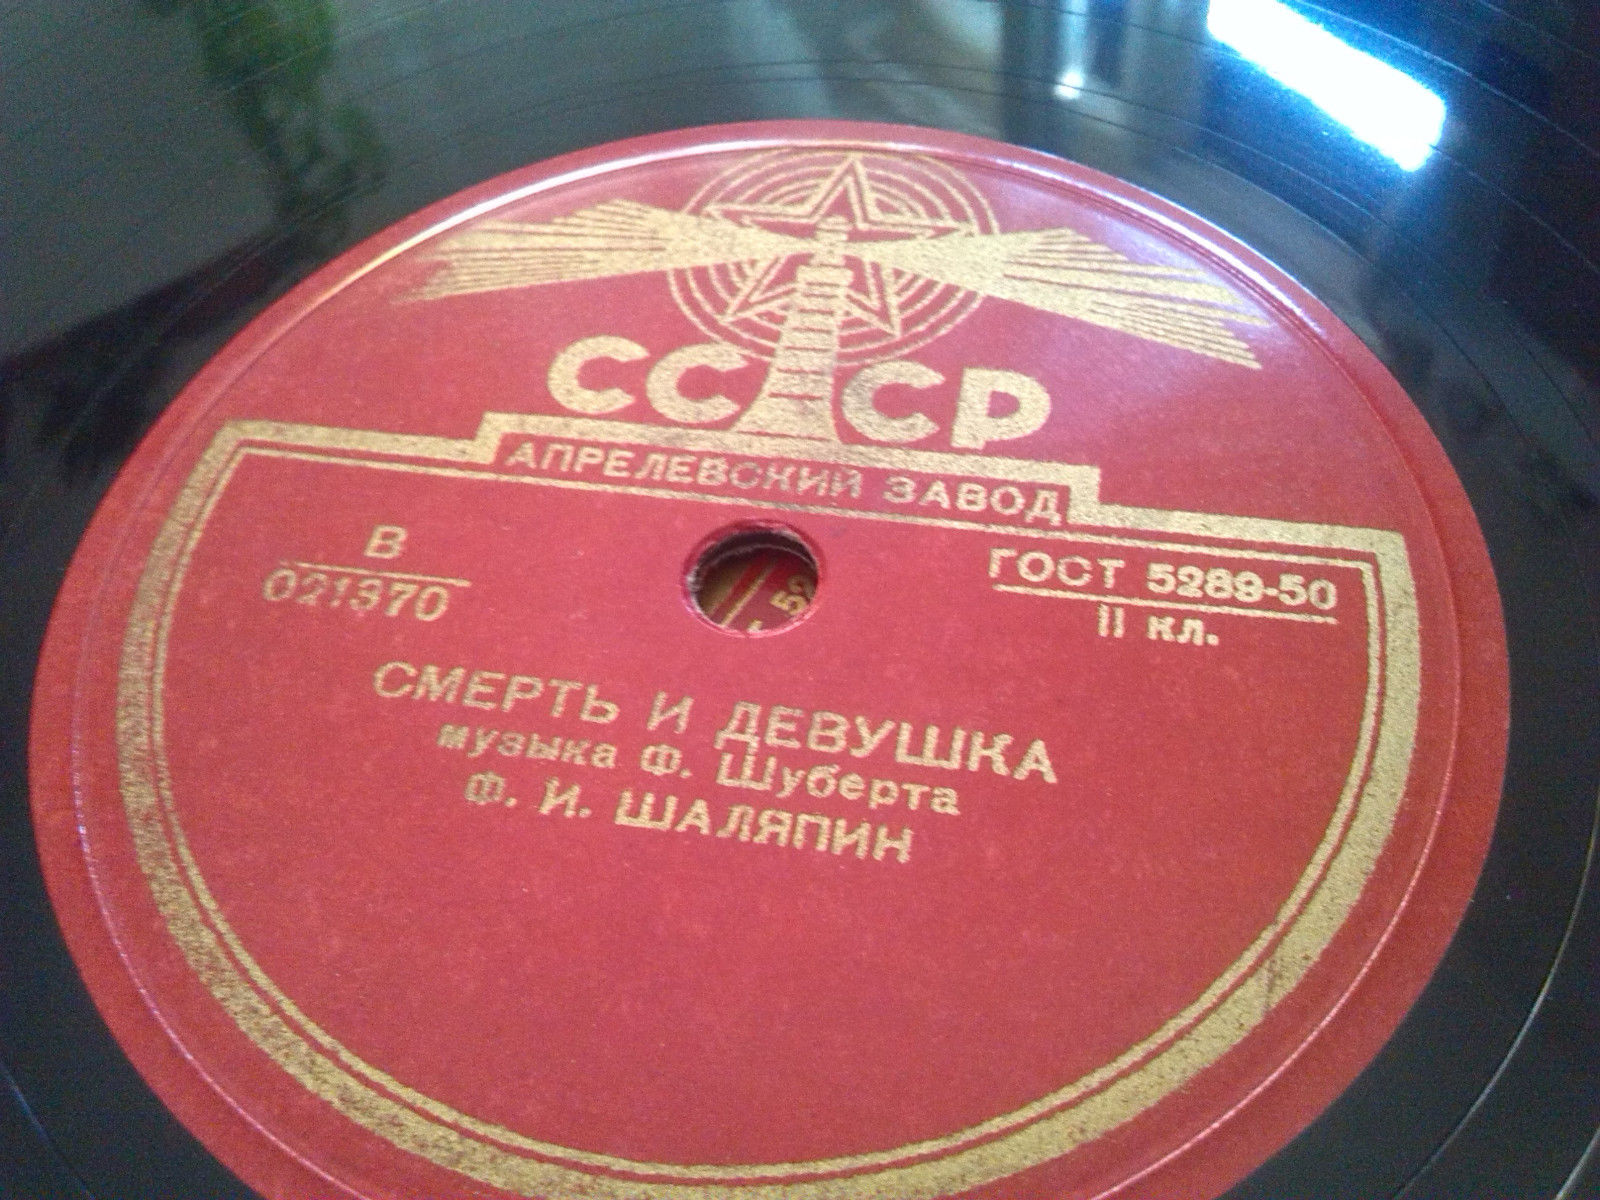 СССР
АПРЕЛЕВСКИЙ ЗАВОД
В
021370
ГОСТ 5289-50
II кл.
СМЕРТЬ И ДЕВУШКА
музыка Ф. Шуберта
Ф. И. ШАЛЯПИН